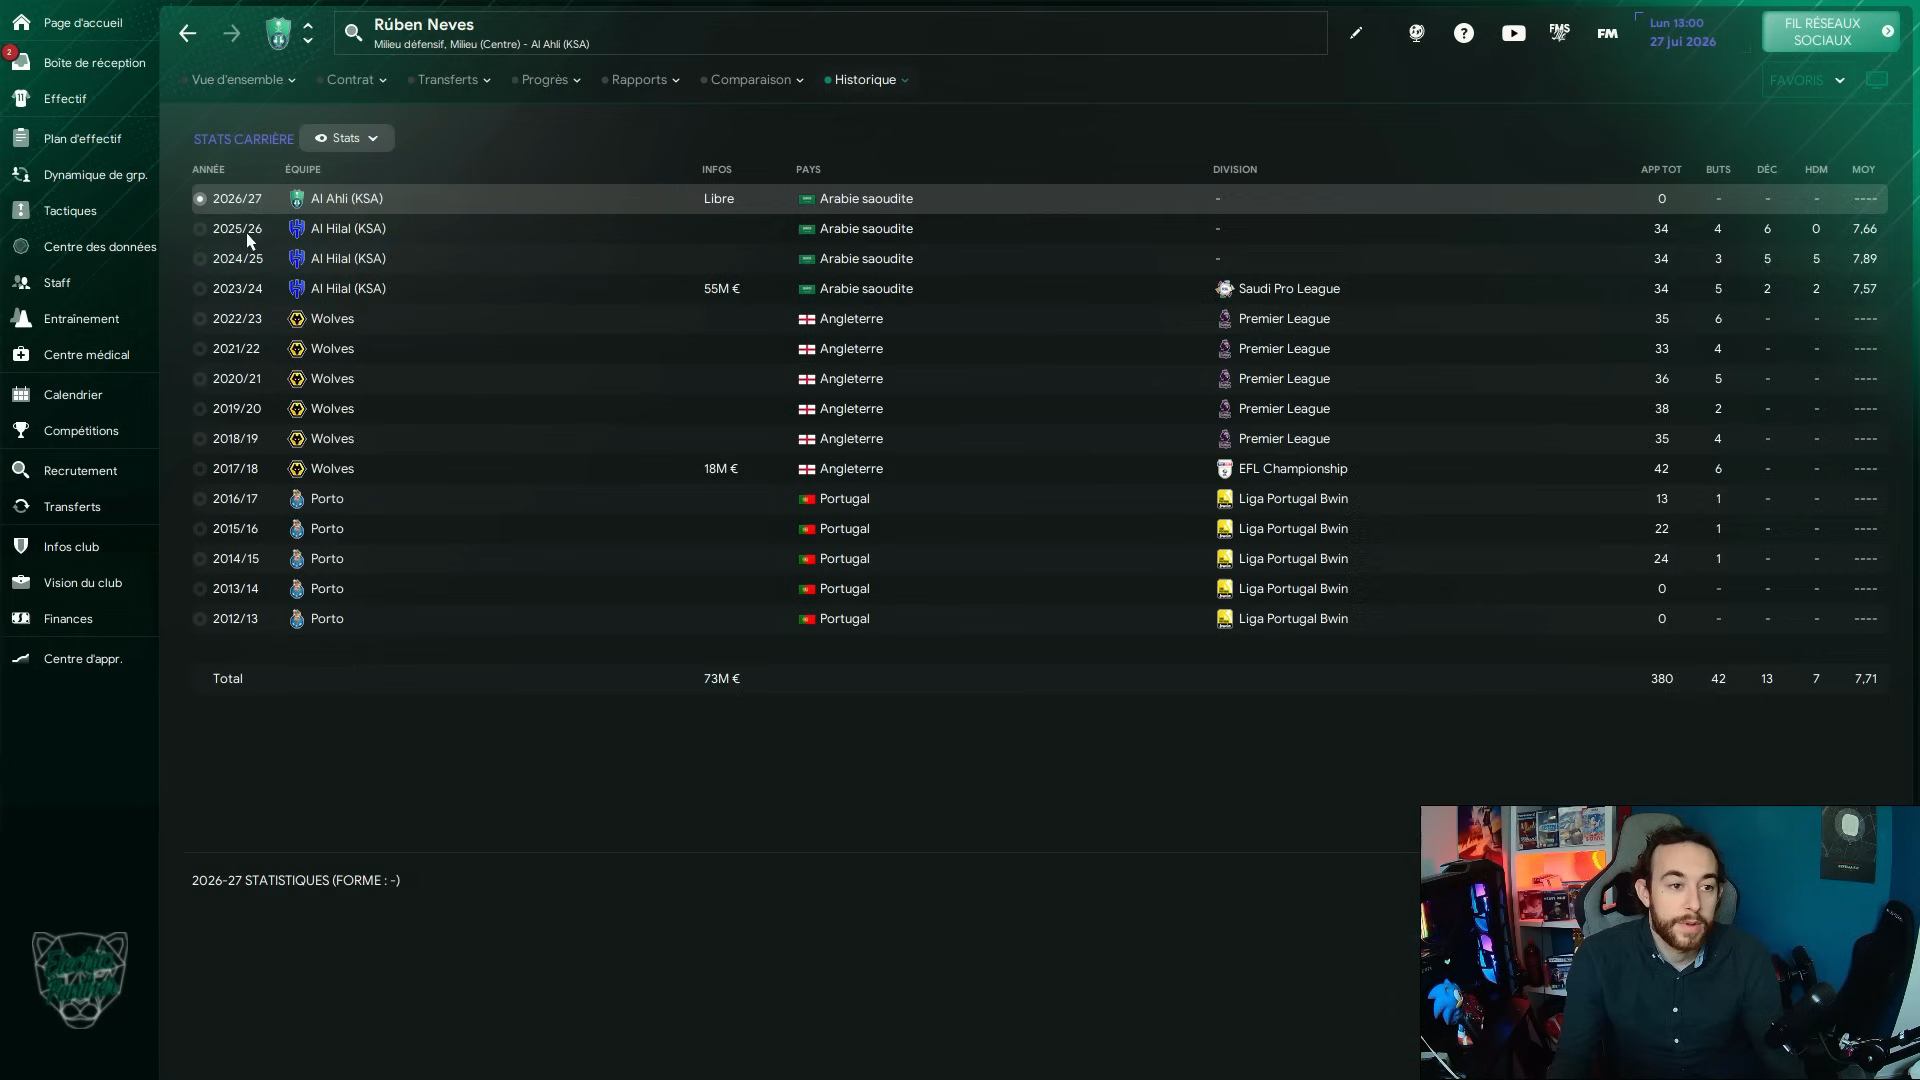 Page d'accueil
2
Boîte de réception
Effectif
Plan d'effectif
Dynamique de grp.
Tactiques
Centre des données
Staff
Entraînement
Centre médical
Calendrier
Compétitions
Recrutement
Transferts
Infos club
Vision du club
Finances
Centre d'appr.
Rúben Neves
Milieu défensif, Milieu (Centre) - Al Ahli (KSA)
FMS
FM
Lun 13:00
27 jui 2026
FIL RÉSEAUX
SOCIAUX
Vue d'ensemble Contrat Transferts Progrès Rapports Comparaison Historique
FAVORIS
STATS CARRIÈRE Stats
ANNÉE ÉQUIPE INFOS PAYS DIVISION APP TOT BUTS DÉC HDM MOY
2026/27 Al Ahli (KSA) Libre Arabie saoudite - 0 - - - ----
2025/26 Al Hilal (KSA) Arabie saoudite - 34 4 6 0 7,66
2024/25 Al Hilal (KSA) Arabie saoudite - 34 3 5 5 7,89
2023/24 Al Hilal (KSA) 55M € Arabie saoudite Saudi Pro League 34 5 2 2 7,57
2022/23 Wolves Angleterre Premier League 35 6 - - ----
2021/22 Wolves Angleterre Premier League 33 4 - - ----
2020/21 Wolves Angleterre Premier League 36 5 - - ----
2019/20 Wolves Angleterre Premier League 38 2 - - ----
2018/19 Wolves Angleterre Premier League 35 4 - - ----
2017/18 Wolves 18M € Angleterre EFL Championship 42 6 - - ----
2016/17 Porto Portugal Liga Portugal Bwin 13 1 - - ----
2015/16 Porto Portugal Liga Portugal Bwin 22 1 - - ----
2014/15 Porto Portugal Liga Portugal Bwin 24 1 - - ----
2013/14 Porto Portugal Liga Portugal Bwin 0 - - - ----
2012/13 Porto Portugal Liga Portugal Bwin 0 - - - ----
Total 73M € 380 42 13 7 7,71
2026-27 STATISTIQUES (FORME : -)